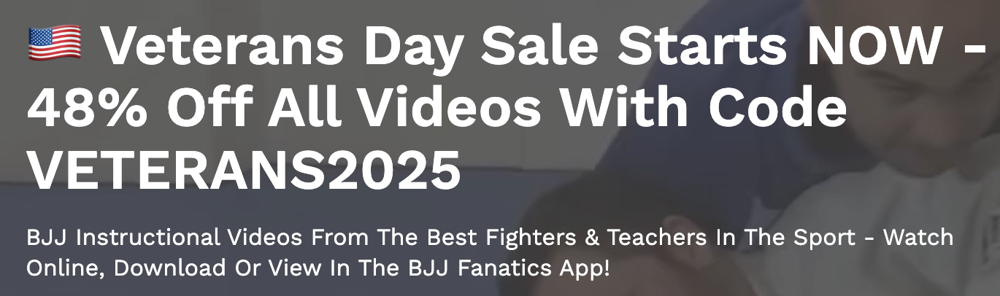 🇺🇸 Veterans Day Sale Starts NOW -
48% Off All Videos With Code
VETERANS2025
BJJ Instructional Videos From The Best Fighters & Teachers In The Sport - Watch
Online, Download Or View In The BJJ Fanatics App!